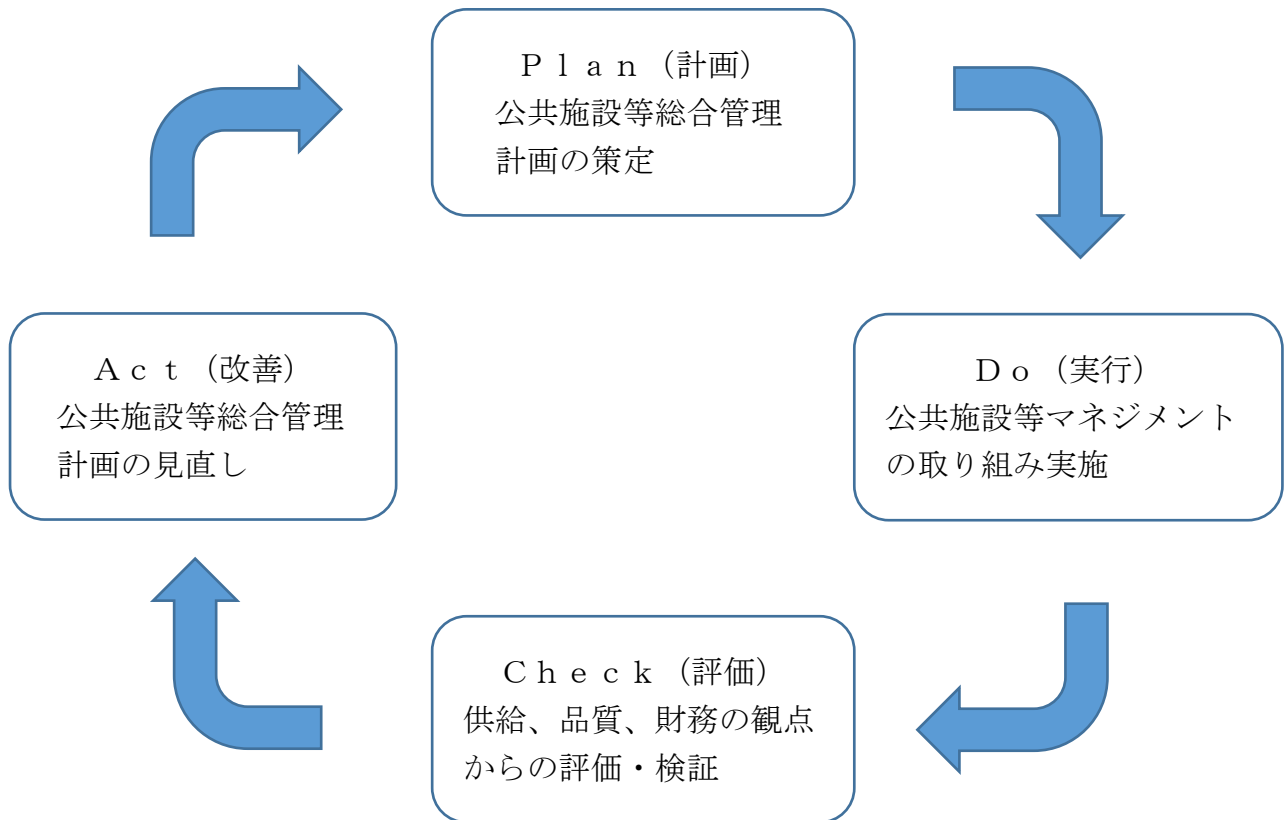 Ｐｌａｎ（計画）
公共施設等総合管理
計画の策定
Ｄｏ（実行）
公共施設等マネジメント
の取り組み実施
Ｃｈｅｃｋ（評価）
供給、品質、財務の観点
からの評価・検証
Ａｃｔ（改善）
公共施設等総合管理
計画の見直し